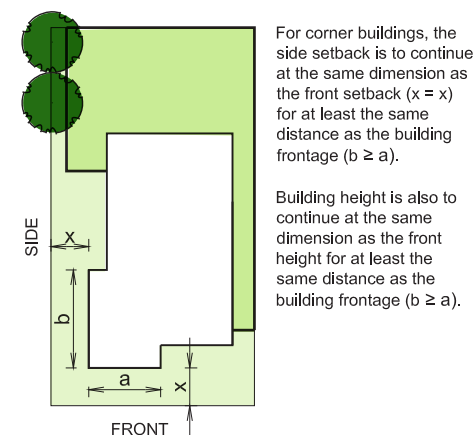 For corner buildings, the
side setback is to continue
at the same dimension as
the front setback (x = x)
for at least the same
distance as the building
frontage (b ≥ a).
Building height is also to
continue at the same
dimension as the front
height for at least the
same distance as the
building frontage (b ≥ a).
SIDE
x
b
a
x
FRONT